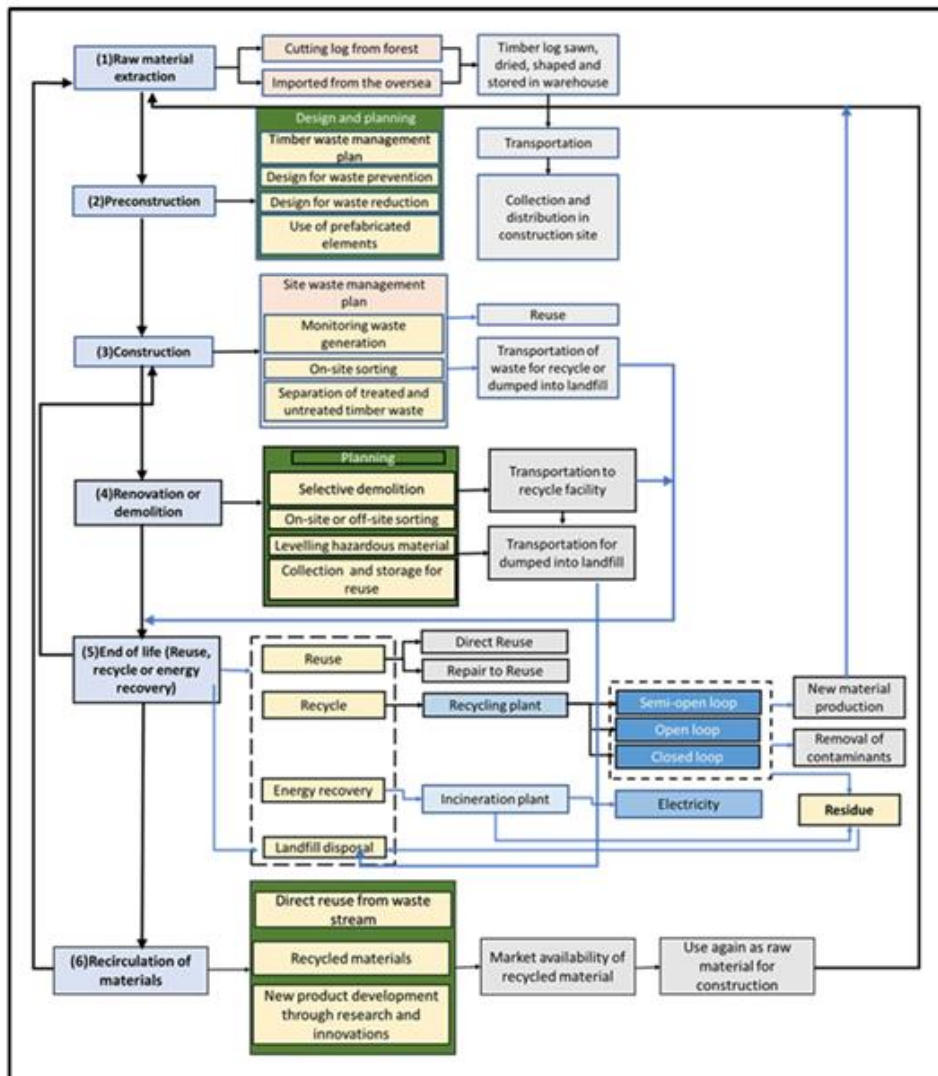 (1)Raw material
extraction
Cutting log from forest
Imported from the oversea
Timber log sawn,
dried, shaped and
stored in warehouse
Design and planning
Timber waste management
plan
Design for waste prevention
Design for waste reduction
Use of prefabricated
elements
Transportation
Collection and
distribution in
construction site
(2)Preconstruction
Site waste management
plan
Monitoring waste
generation
On-site sorting
Separation of treated and
untreated timber waste
Reuse
Transportation of
waste for recycle or
dumped into landfill
(3)Construction
Planning
Selective demolition
On-site or off-site sorting
Levelling hazardous material
Collection and storage for
reuse
Transportation to
recycle facility
Transportation for
dumped into landfill
(4)Renovation or
demolition
(5)End of life (Reuse,
recycle or energy
recovery)
Reuse
Direct Reuse
Repair to Reuse
Recycle
Recycling plant
Semi-open loop
Open loop
Closed loop
New material
production
Removal of
contaminants
Energy recovery
Incineration plant
Electricity
Residue
Landfill disposal
Direct reuse from waste
stream
Recycled materials
New product development
through research and
innovations
(6)Recirculation of
materials
Market availability of
recycled material
Use again as raw
material for
construction